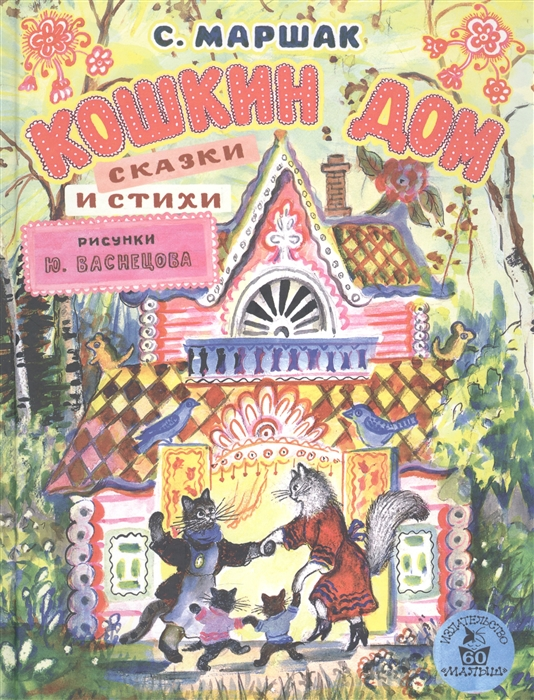 С. МАРШАК
КОШКИН ДОМ
СКАЗКИ
И СТИХИ
РИСУНКИ
Ю. ВАСНЕЦОВА
ИЗДАТЕЛЬСТВО
60
«МАЛЫШ»